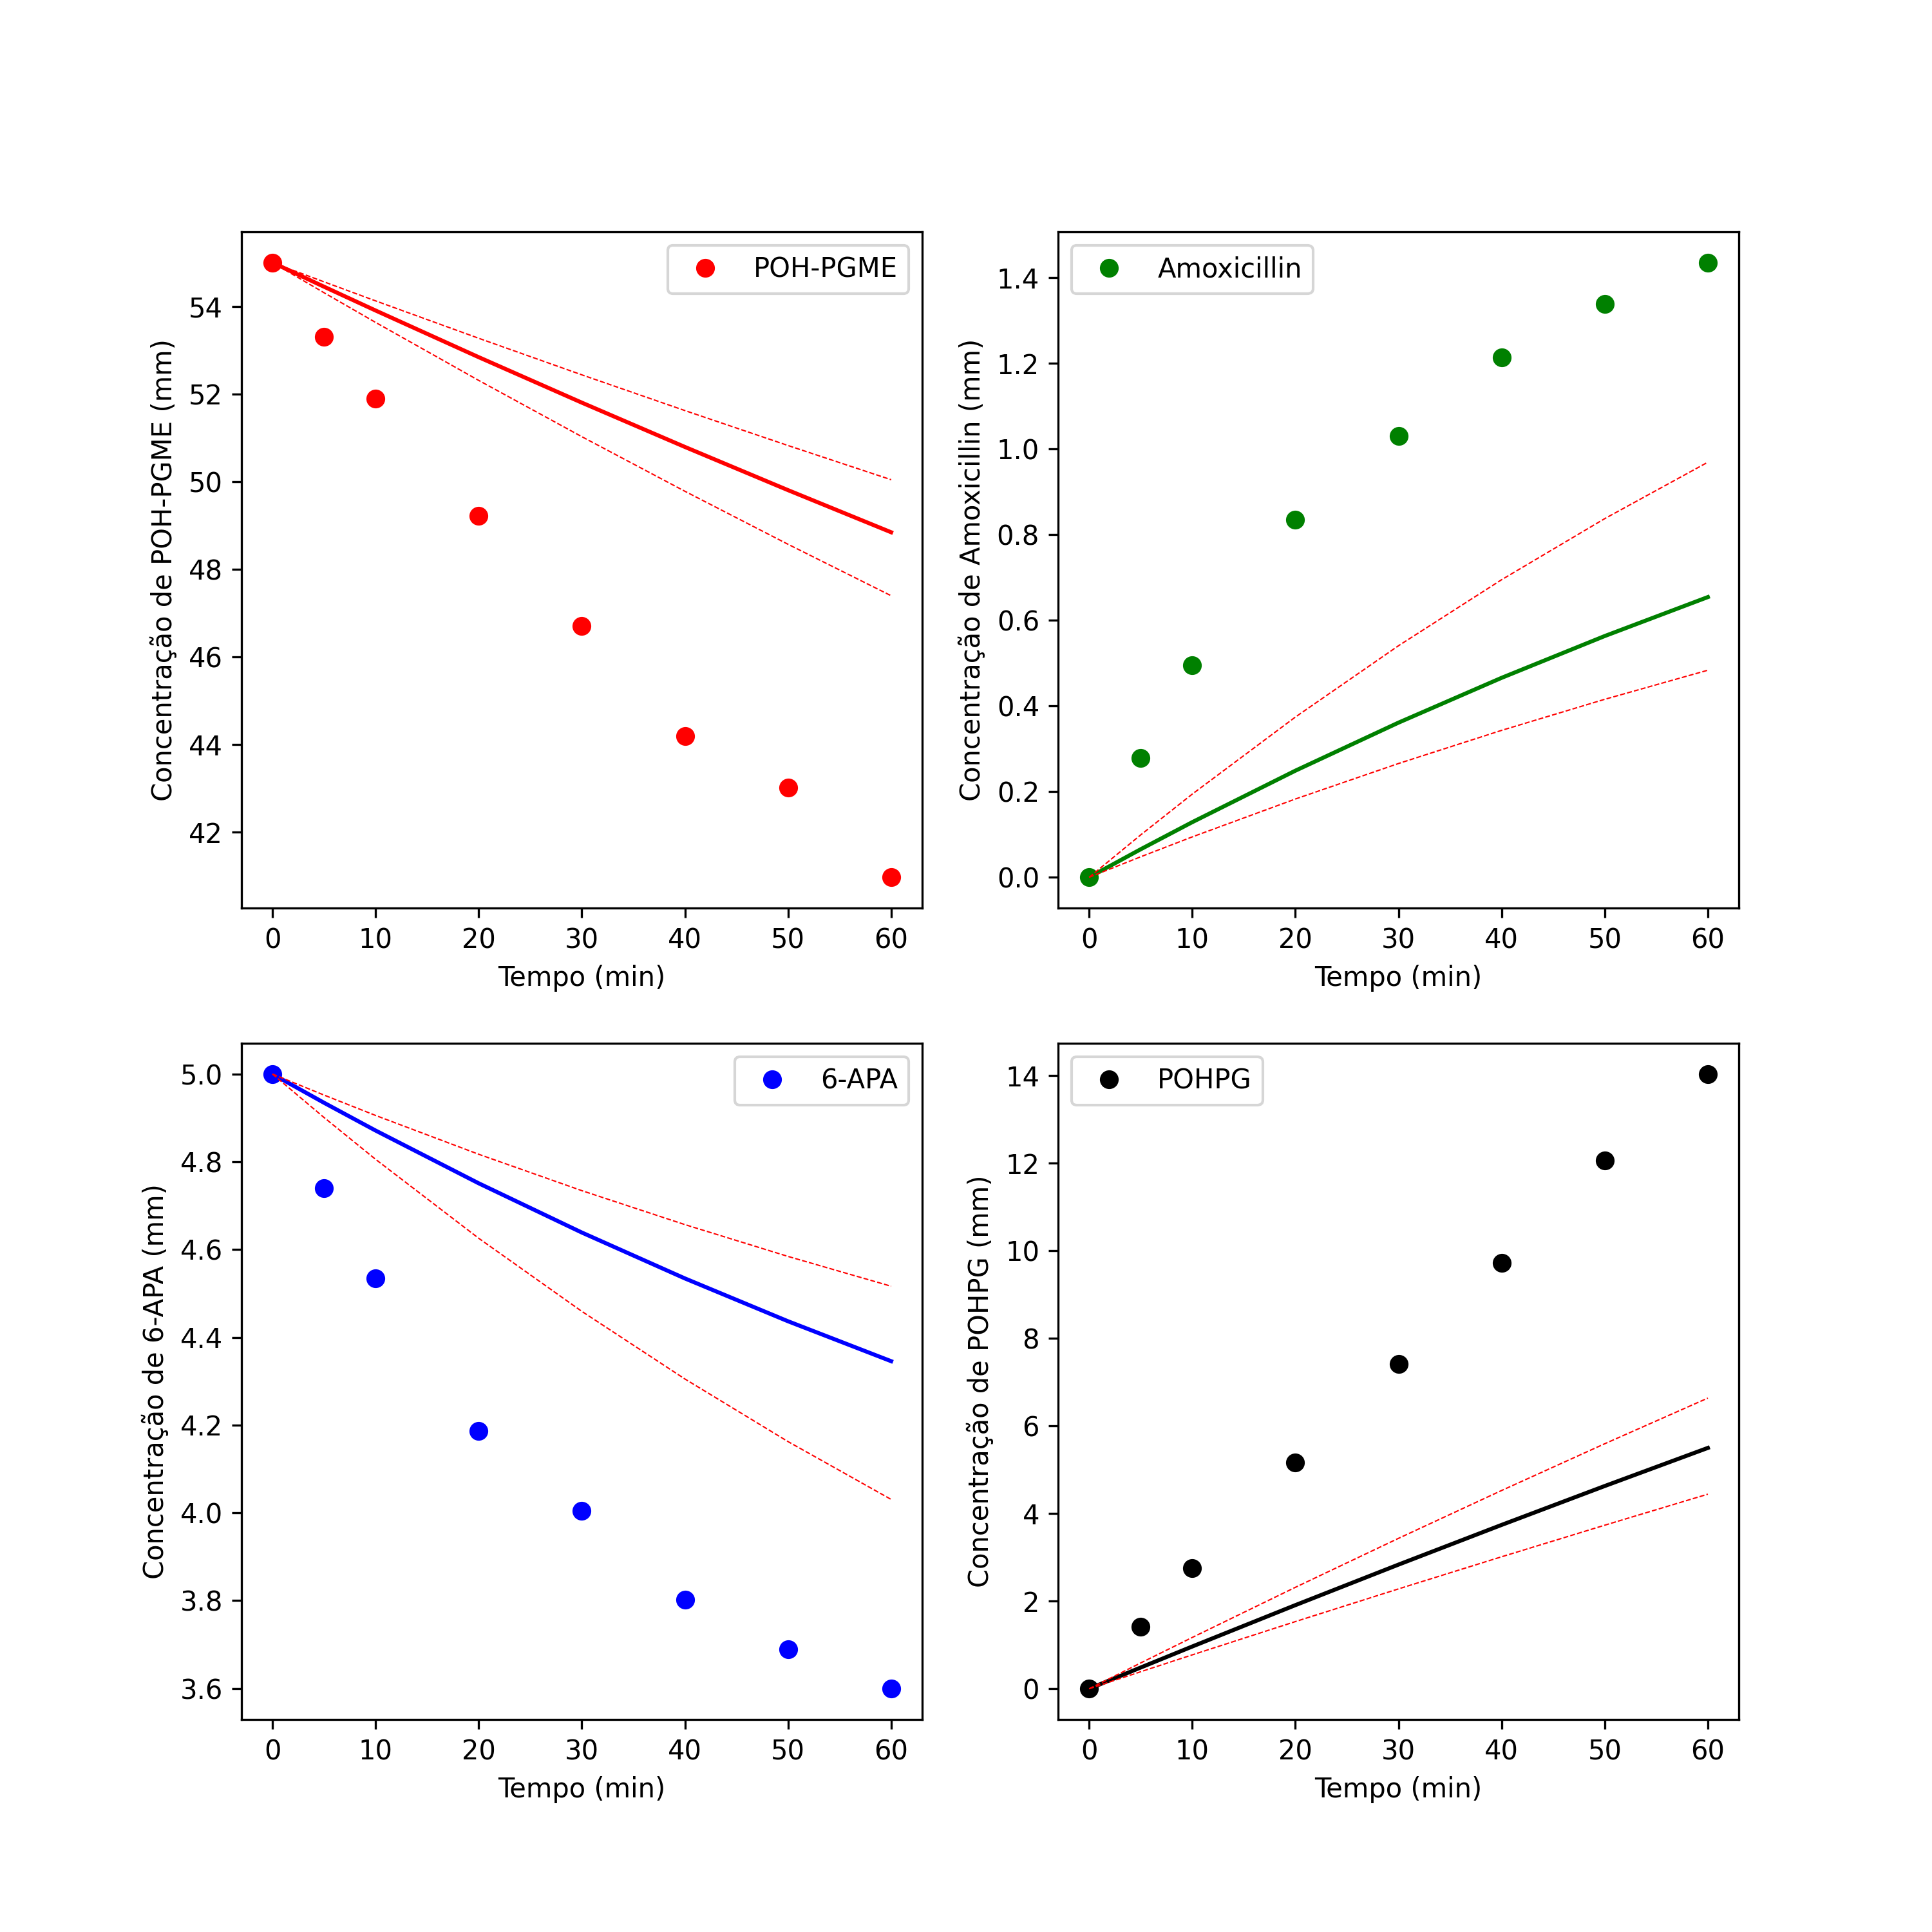 POH-PGME
54
52
50
48
46
44
42
Concentração de POH-PGME (mm)
0 10 20 30 40 50 60
Tempo (min)
Amoxicillin
1.4
1.2
1.0
0.8
0.6
0.4
0.2
0.0
Concentração de Amoxicillin (mm)
0 10 20 30 40 50 60
Tempo (min)
6-APA
5.0
4.8
4.6
4.4
4.2
4.0
3.8
3.6
Concentração de 6-APA (mm)
0 10 20 30 40 50 60
Tempo (min)
POHPG
14
12
10
8
6
4
2
0
Concentração de POHPG (mm)
0 10 20 30 40 50 60
Tempo (min)